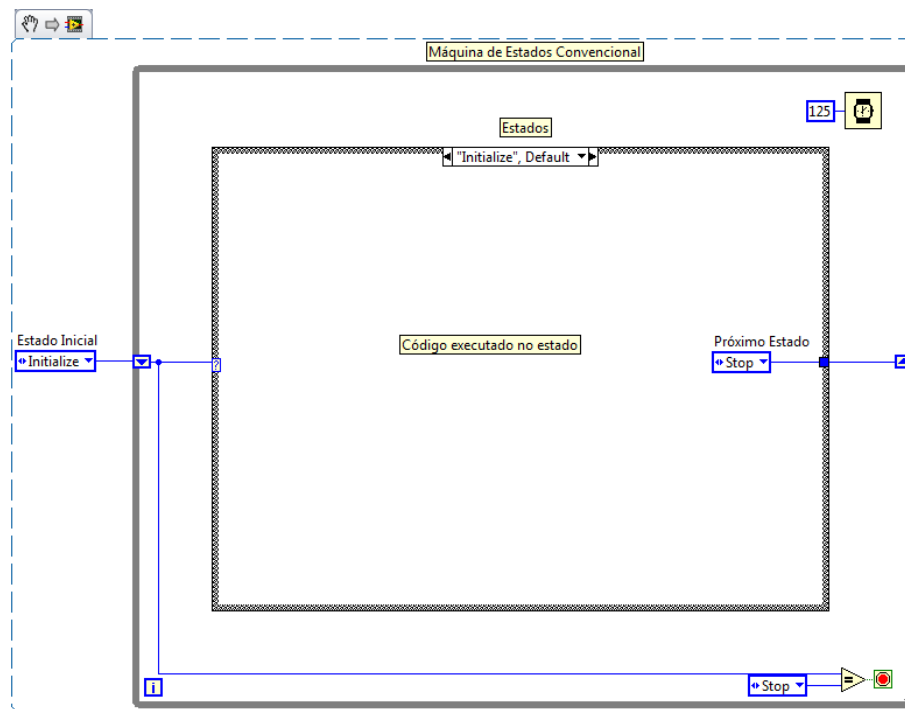 Máquina de Estados Convencional
125
Estados
"Initialize", Default
Estado Inicial
Initialize
?
Código executado no estado
Próximo Estado
Stop
i
Stop
=